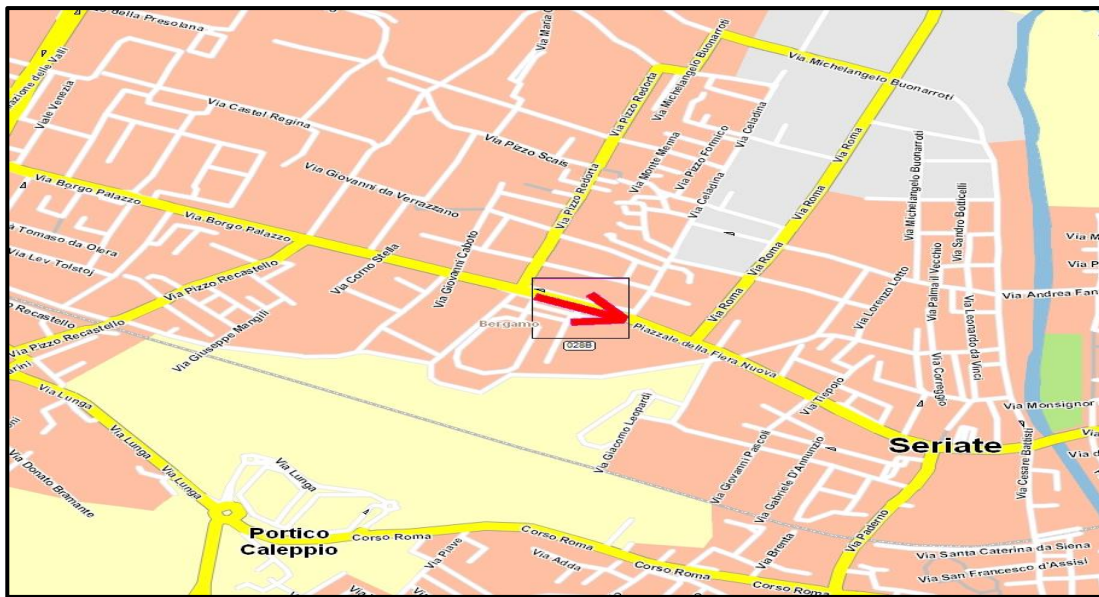 della Presolana
Via Maria
Viale Venezia
Via Castel Regina
Via Pizzo Redorta
Via Michelangelo Buonarroti
Via Michelangelo Buonarroti
Via Celadina
Via Roma
Via Pizzo Scais
Via Monte Menna
Via Pizzo Formico
Via Giovanni da Verrazzano
Via Pizzo Redorta
Via Celadina
Via Roma
Via Michelangelo Buonarroti
Via Sandro Botticelli
Via Borgo Palazzo
Via Borgo Palazzo
Tomaso da Olera
Via Lev Tolstoj
Via Corno Stella
Via Giovanni Caboto
Via Roma
Via Roma
Via Lorenzo Lotto
Via Palma il Vecchio
Via Leonardo da Vinci
Via Andrea Fan
Via Pizzo Recastello
Recastello
Via Pizzo Recastello
Via Giuseppe Mangili
Bergamo
028B
Piazzale della Fiera Nuova
Via Correggio
Via Tiepolo
Via Monsignor
Via Lunga
Via Lunga
Via Lunga
Via Donato Bramante
Via Lunga
Via Giacomo Leopardi
Via Giovanni Pascoli
Via Gabriele D'Annunzio
Seriate
Via Cesare Battisti
Portico
Caleppio
Corso Roma
Via Piave
Corso Roma
Via Adda
Corso Roma
Via Brenta
Corso Roma
Via Paderno
Via Santa Caterina da Siena
Via San Francesco d'Assisi